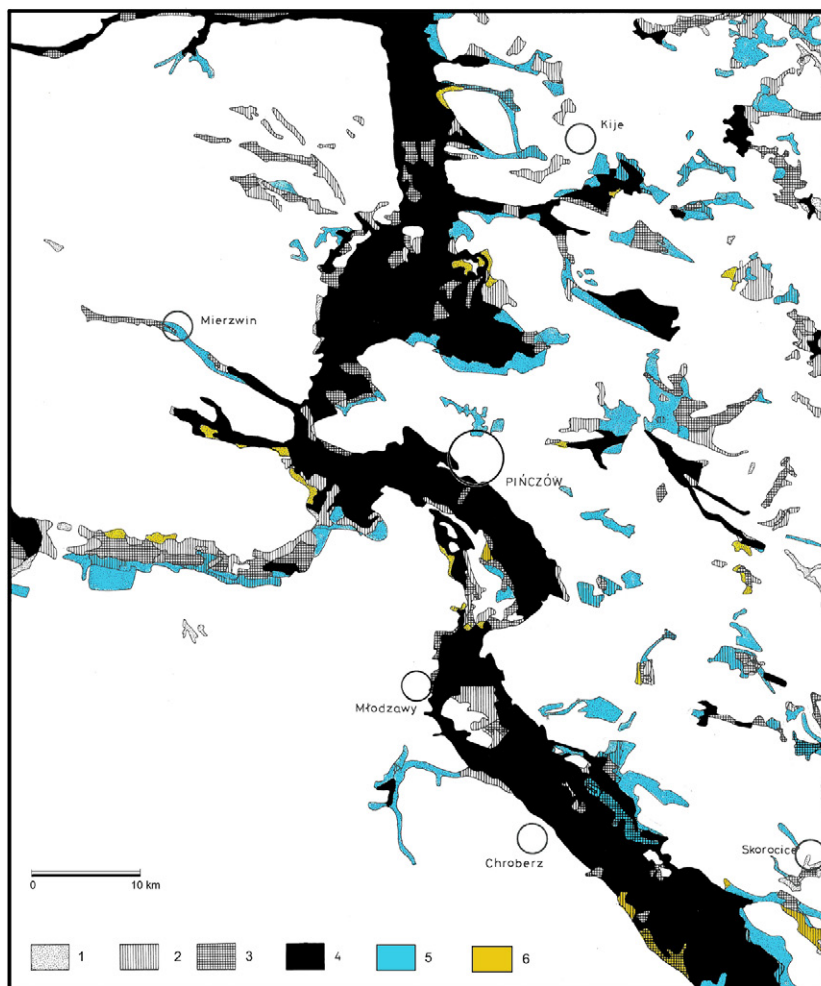 Kije
Mierzwin
PIŃCZÓW
Młodzawy
Chroberz
Skorocice
0 10 km
1 2 3 4 5 6